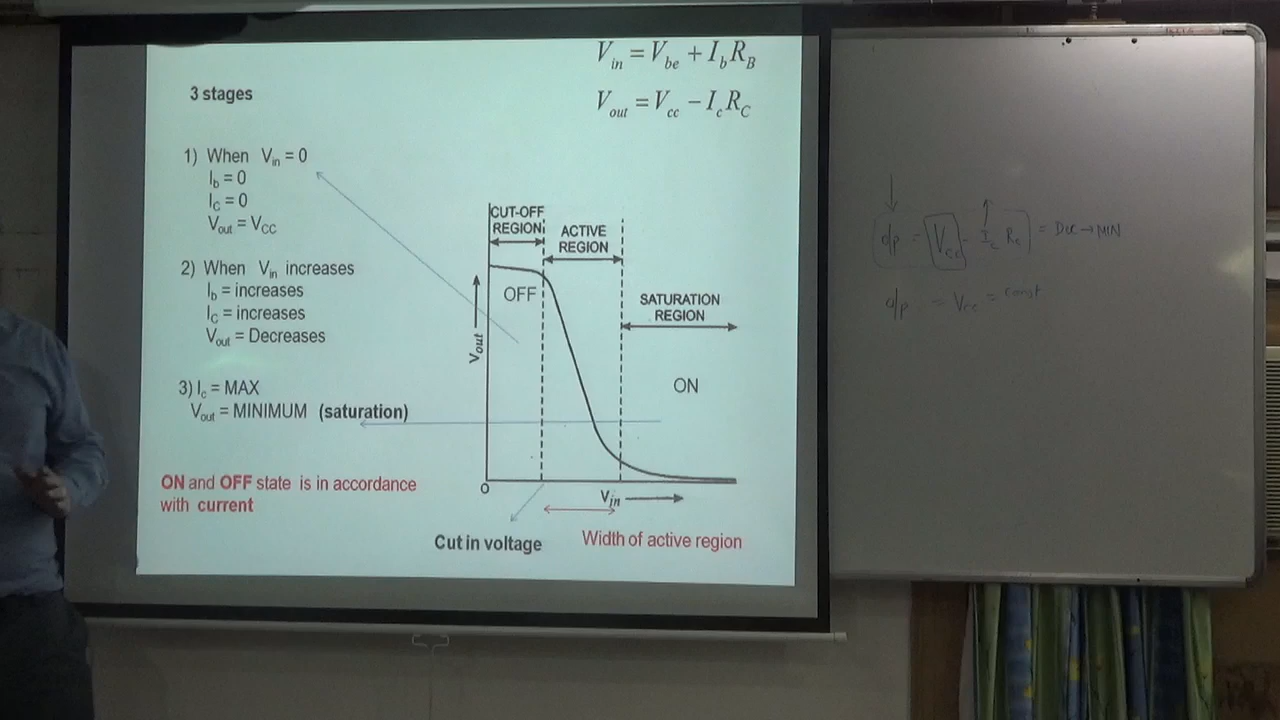 V_in = V_be + I_b R_B
V_out = V_cc − I_c R_C
3 stages
1) When V_in = 0
I_b = 0
I_C = 0
V_out = V_CC
2) When V_in increases
I_b = increases
I_C = increases
V_out = Decreases
3) I_c = MAX
V_out = MINIMUM (saturation)
ON and OFF state is in accordance
with current
CUT-OFF
REGION
ACTIVE
REGION
OFF
SATURATION
REGION
ON
V_out
0
V_in
Cut in voltage
Width of active region
o/p = V_cc - I_c R_c = Dec → MIN
o/p = V_cc = const